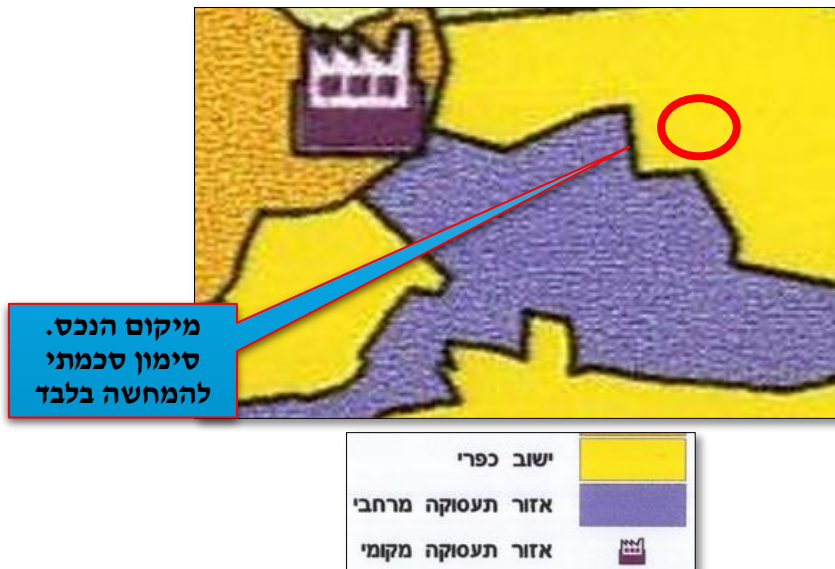 מיקום הנכס.
סימון סכמתי
להמחשה בלבד
ישוב כפרי
אזור תעסוקה מרחבי
אזור תעסוקה מקומי